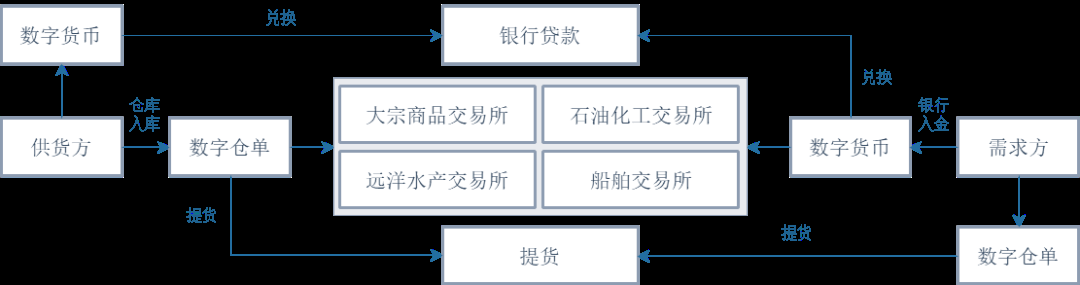 数字货币
兑换
银行贷款
兑换
供货方
仓库
入库
数字仓单
大宗商品交易所
石油化工交易所
远洋水产交易所
船舶交易所
数字货币
银行
入金
需求方
提货
提货
提货
数字仓单